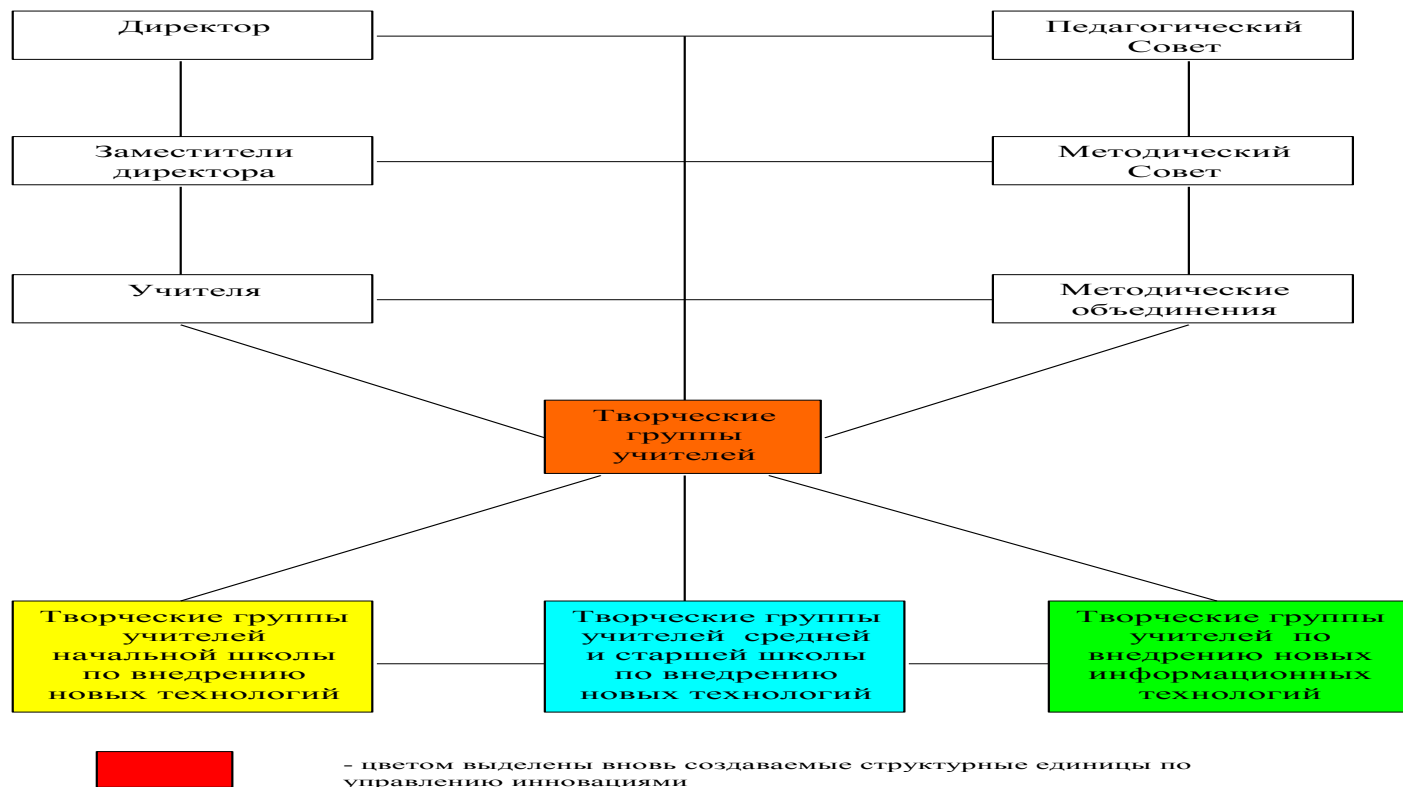 Директор
Педагогический
Совет
Заместители
директора
Методический
Совет
Учителя
Методические
объединения
Творческие
группы
учителей
Творческие группы
учителей
начальной школы
по внедрению
новых технологий
Творческие группы
учителей средней
и старшей школы
по внедрению
новых технологий
Творческие группы
учителей по
внедрению новых
информационных
технологий
- цветом выделены вновь создаваемые структурные единицы по
управлению инновациями